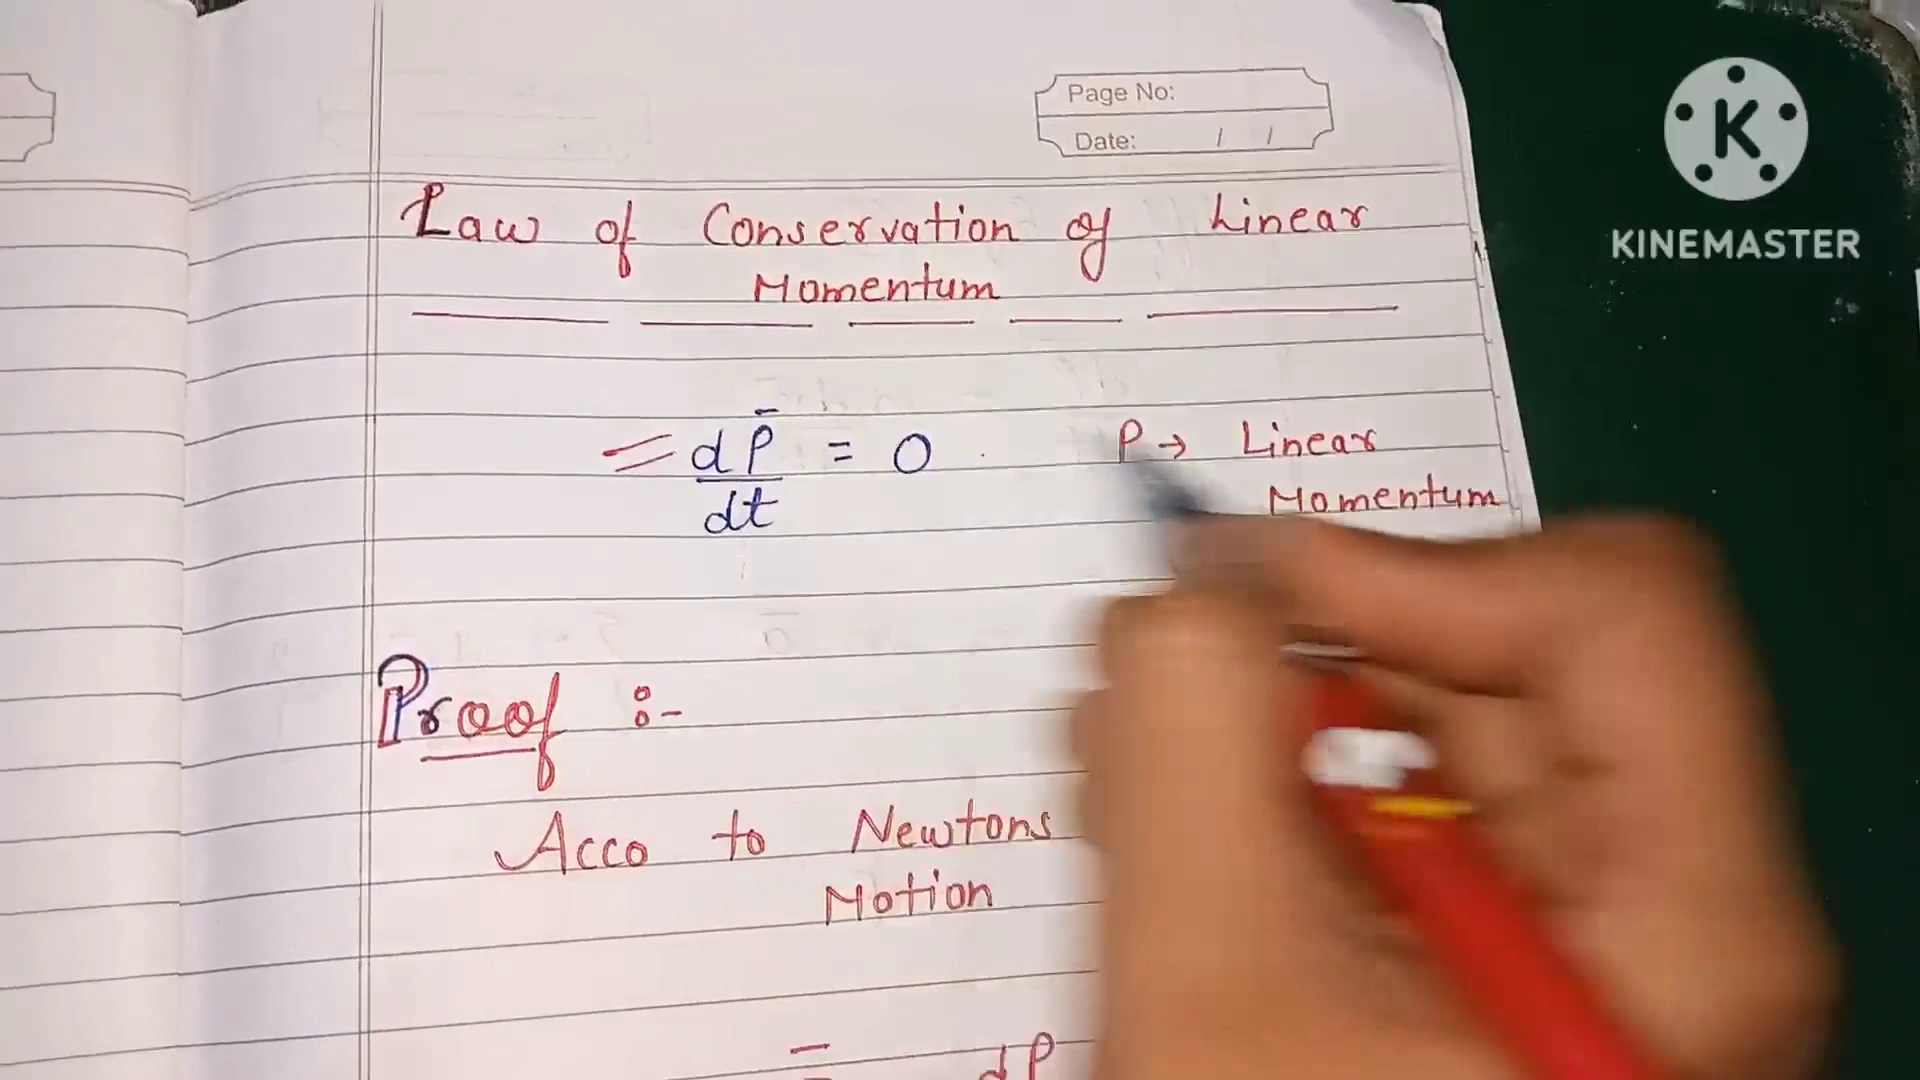 Page No:
Date: / /
KINEMASTER
Law of Conservation of Linear
Momentum
dP̄ = 0
dt
P → Linear
Momentum
Proof :-
Acco to Newtons
Motion
dP